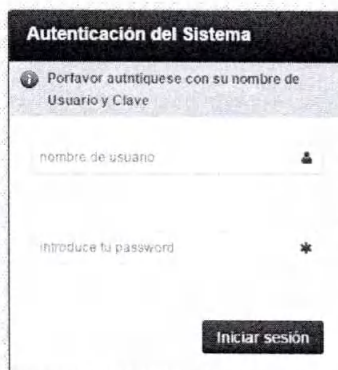 Autenticación del Sistema
Porfavor autntiquese con su nombre de
Usuario y Clave
nombre de usuario
introduce tu password
Iniciar sesión